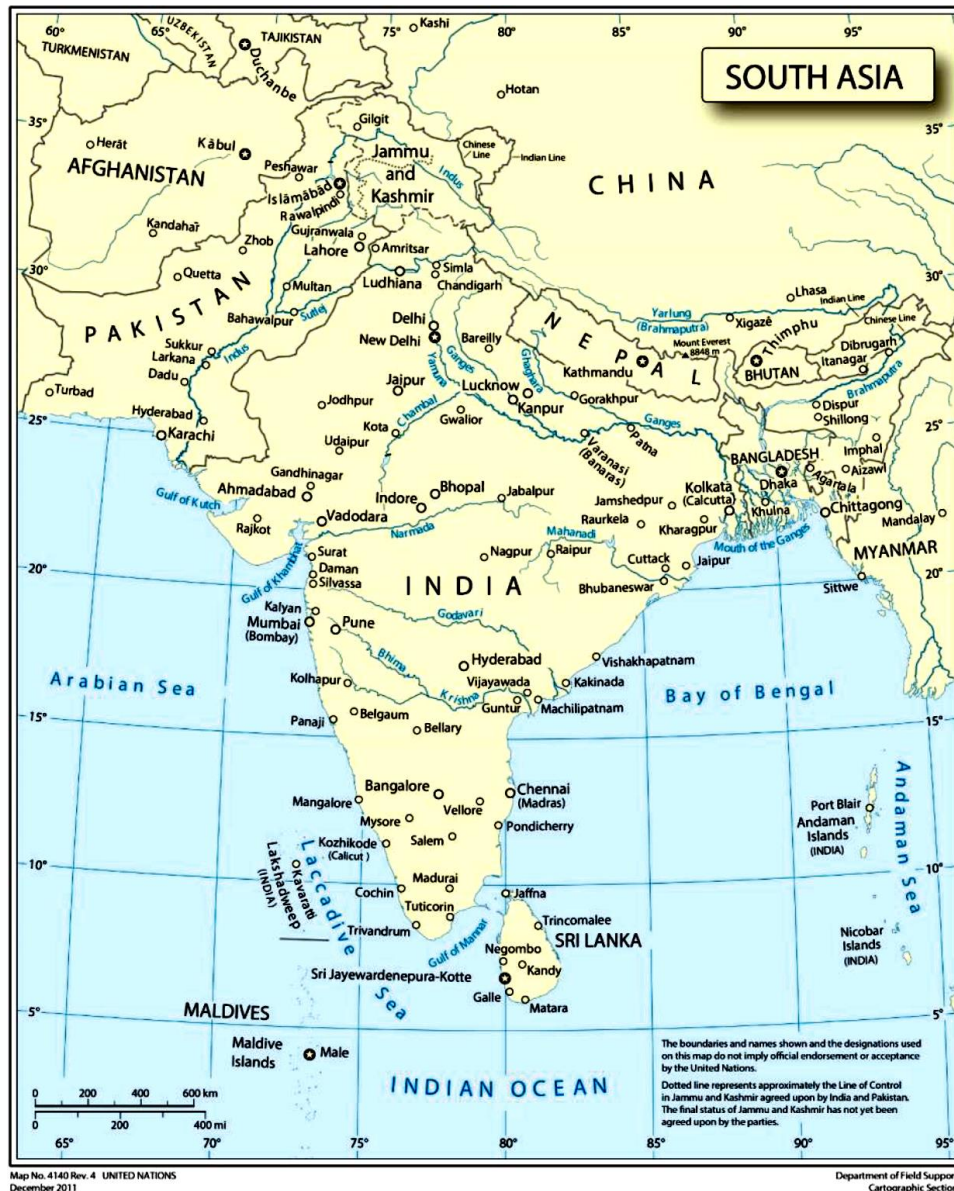 60°
65°
70°
75°
80°
85°
90°
95°
SOUTH ASIA
UZBEKISTAN
TAJIKISTAN
TURKMENISTAN
Duchanbe
Kashi
Hotan
35°
35°
Gilgit
Herāt
Kābul
AFGHANISTAN
Peshawar
Jammu
and
Kashmir
Chinese
Line
Indian Line
Indus
CHINA
Islāmābād
Rawalpindi
Kandahār
Zhob
Gujranwala
Lahore
Amritsar
30°
30°
Quetta
Multan
Ludhiana
Simla
Chandigarh
Lhasa
Indian Line
PAKISTAN
Bahawalpur
Sutlej
Yarlung
(Brahmaputra)
Xigazê
Chinese Line
Delhi
New Delhi
Bareilly
NEPAL
Mount Everest
8848 m
Thimphu
Dibrugarh
Itanagar
Sukkur
Larkana
Indus
Dadu
Yamuna
Ganges
Ghaghara
Kathmandu
BHUTAN
Turbad
Jaipur
Lucknow
Kanpur
Gorakhpur
Brahmaputra
Dispur
Shillong
25°
25°
Hyderabad
Jodhpur
Kota
Chambal
Gwalior
Ganges
Karachi
Udaipur
Varanasi
(Banaras)
Patna
Imphal
BANGLADESH
Aizawl
Gandhinagar
Ahmadabad
Bhopal
Jabalpur
Kolkata
(Calcutta)
Dhaka
Agartala
Gulf of Kutch
Indore
Jamshedpur
Khulna
Chittagong
Rajkot
Vadodara
Narmada
Raurkela
Kharagpur
Mandalay
Mahanadi
Mouth of the Ganges
MYANMAR
Surat
Nagpur
Raipur
Cuttack
Jaipur
Gulf of Khambhat
20°
20°
Daman
Silvassa
INDIA
Bhubaneswar
Sittwe
Kalyan
Mumbai
(Bombay)
Pune
Godavari
Bhima
Hyderabad
Vishakhapatnam
Arabian Sea
Kolhapur
Vijayawada
Kakinada
Bay of Bengal
Krishna
Guntur
Machilipatnam
Panaji
Belgaum
15°
15°
Bellary
Bangalore
Chennai
(Madras)
Mangalore
Vellore
Port Blair
Andaman
Islands
(INDIA)
Andaman Sea
Mysore
Pondicherry
Kozhikode
(Calicut )
Salem
10°
10°
Lakshadweep
(INDIA)
Kavaratti
Laccadive Sea
Madurai
Cochin
Jaffna
Tuticorin
Trincomalee
Trivandrum
Gulf of Mannar
SRI LANKA
Nicobar
Islands
(INDIA)
Negombo
Sri Jayewardenepura-Kotte
Kandy
Galle
Matara
MALDIVES
5°
5°
Maldive
Islands
Male
INDIAN OCEAN
The boundaries and names shown and the designations used
on this map do not imply official endorsement or acceptance
by the United Nations.
Dotted line represents approximately the Line of Control
in Jammu and Kashmir agreed upon by India and Pakistan.
The final status of Jammu and Kashmir has not yet been
agreed upon by the parties.
0 200 400 600 km
0 200 400 mi
65°
70°
75°
80°
85°
90°
95°
Map No. 4140 Rev. 4 UNITED NATIONS
December 2011
Department of Field Support
Cartographic Section